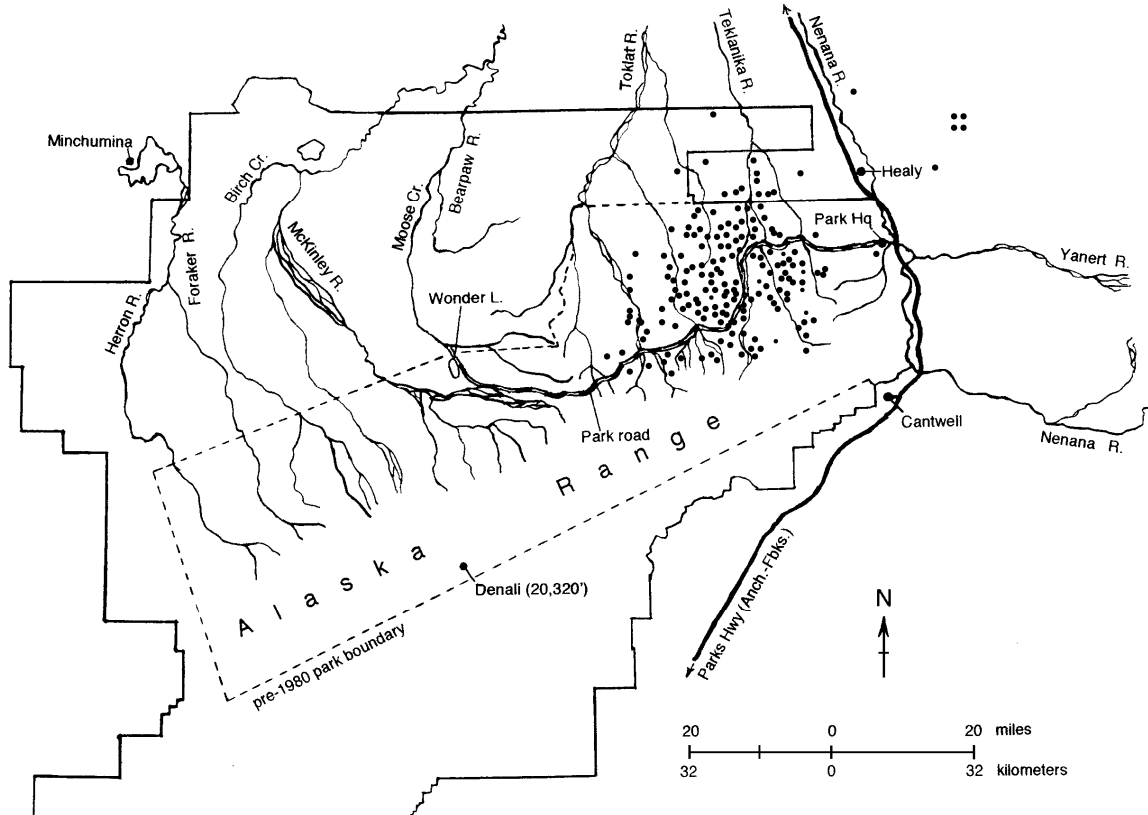 Toklat R.
Teklanika R.
Nenana R.
Minchumina
Birch Cr.
Bearpaw R.
Moose Cr.
Healy
McKinley R.
Foraker R.
Herron R.
Park Hq
Yanert R.
Wonder L.
Park road
Cantwell
Nenana R.
Alaska Range
Denali (20,320')
pre-1980 park boundary
Parks Hwy (Anch.-Fbks.)
N
20 0 20 miles
32 0 32 kilometers